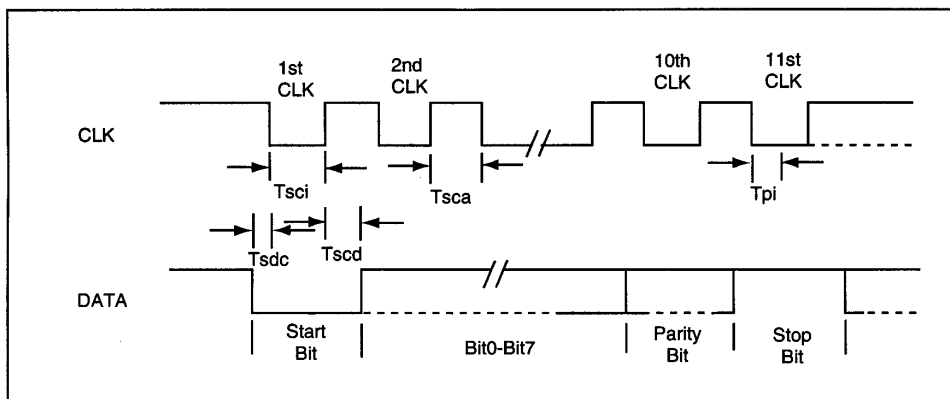 1st
CLK
2nd
CLK
10th
CLK
11st
CLK
CLK
Tsci
Tsca
Tpi
Tsdc
Tscd
DATA
Start
Bit
Bit0-Bit7
Parity
Bit
Stop
Bit